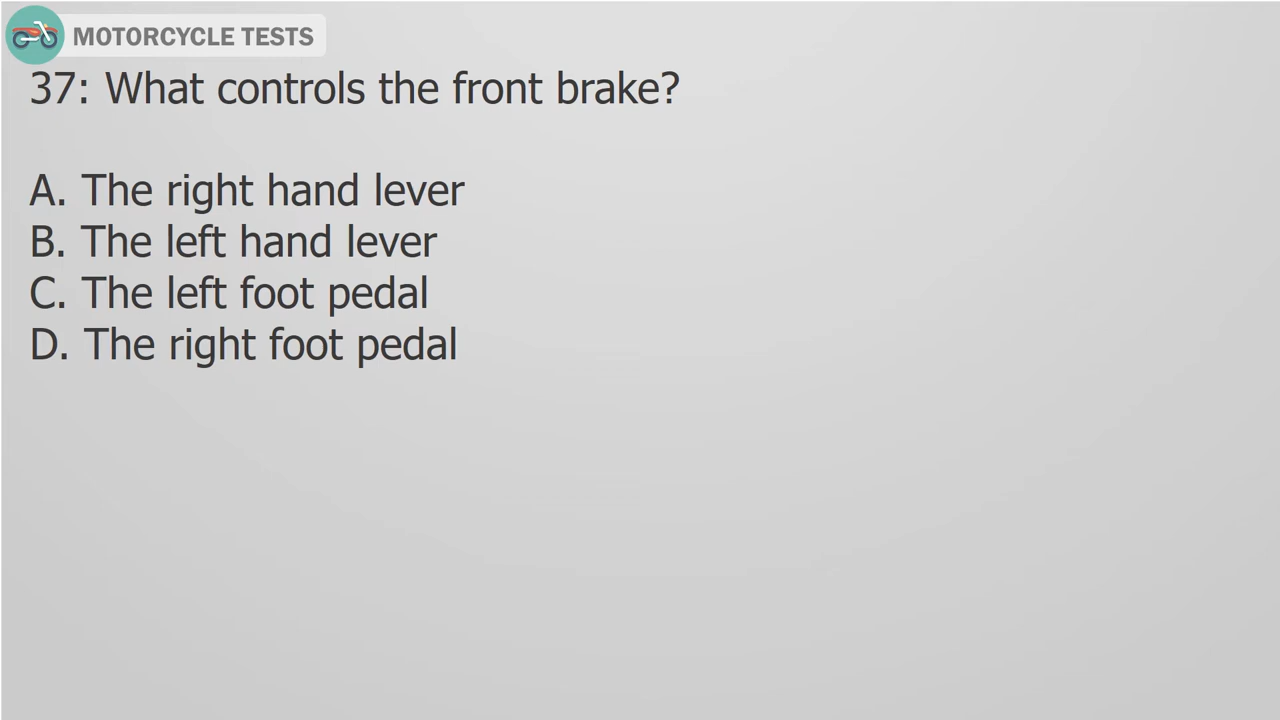 MOTORCYCLE TESTS
37: What controls the front brake?
A. The right hand lever
B. The left hand lever
C. The left foot pedal
D. The right foot pedal